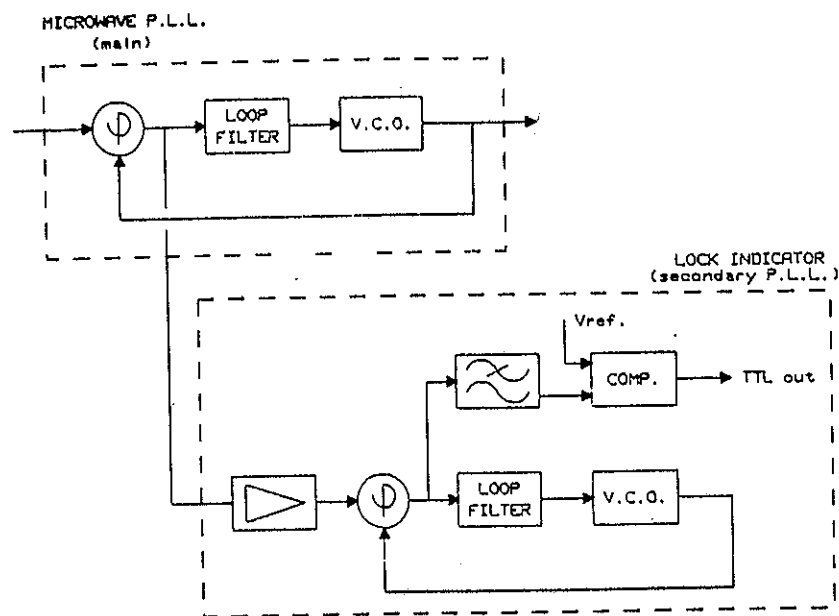 MICROWAVE P.L.L.
(main)
φ
LOOP
FILTER
V.C.O.
LOCK INDICATOR
(secondary P.L.L.)
Vref.
COMP.
TTL out
φ
LOOP
FILTER
V.C.O.